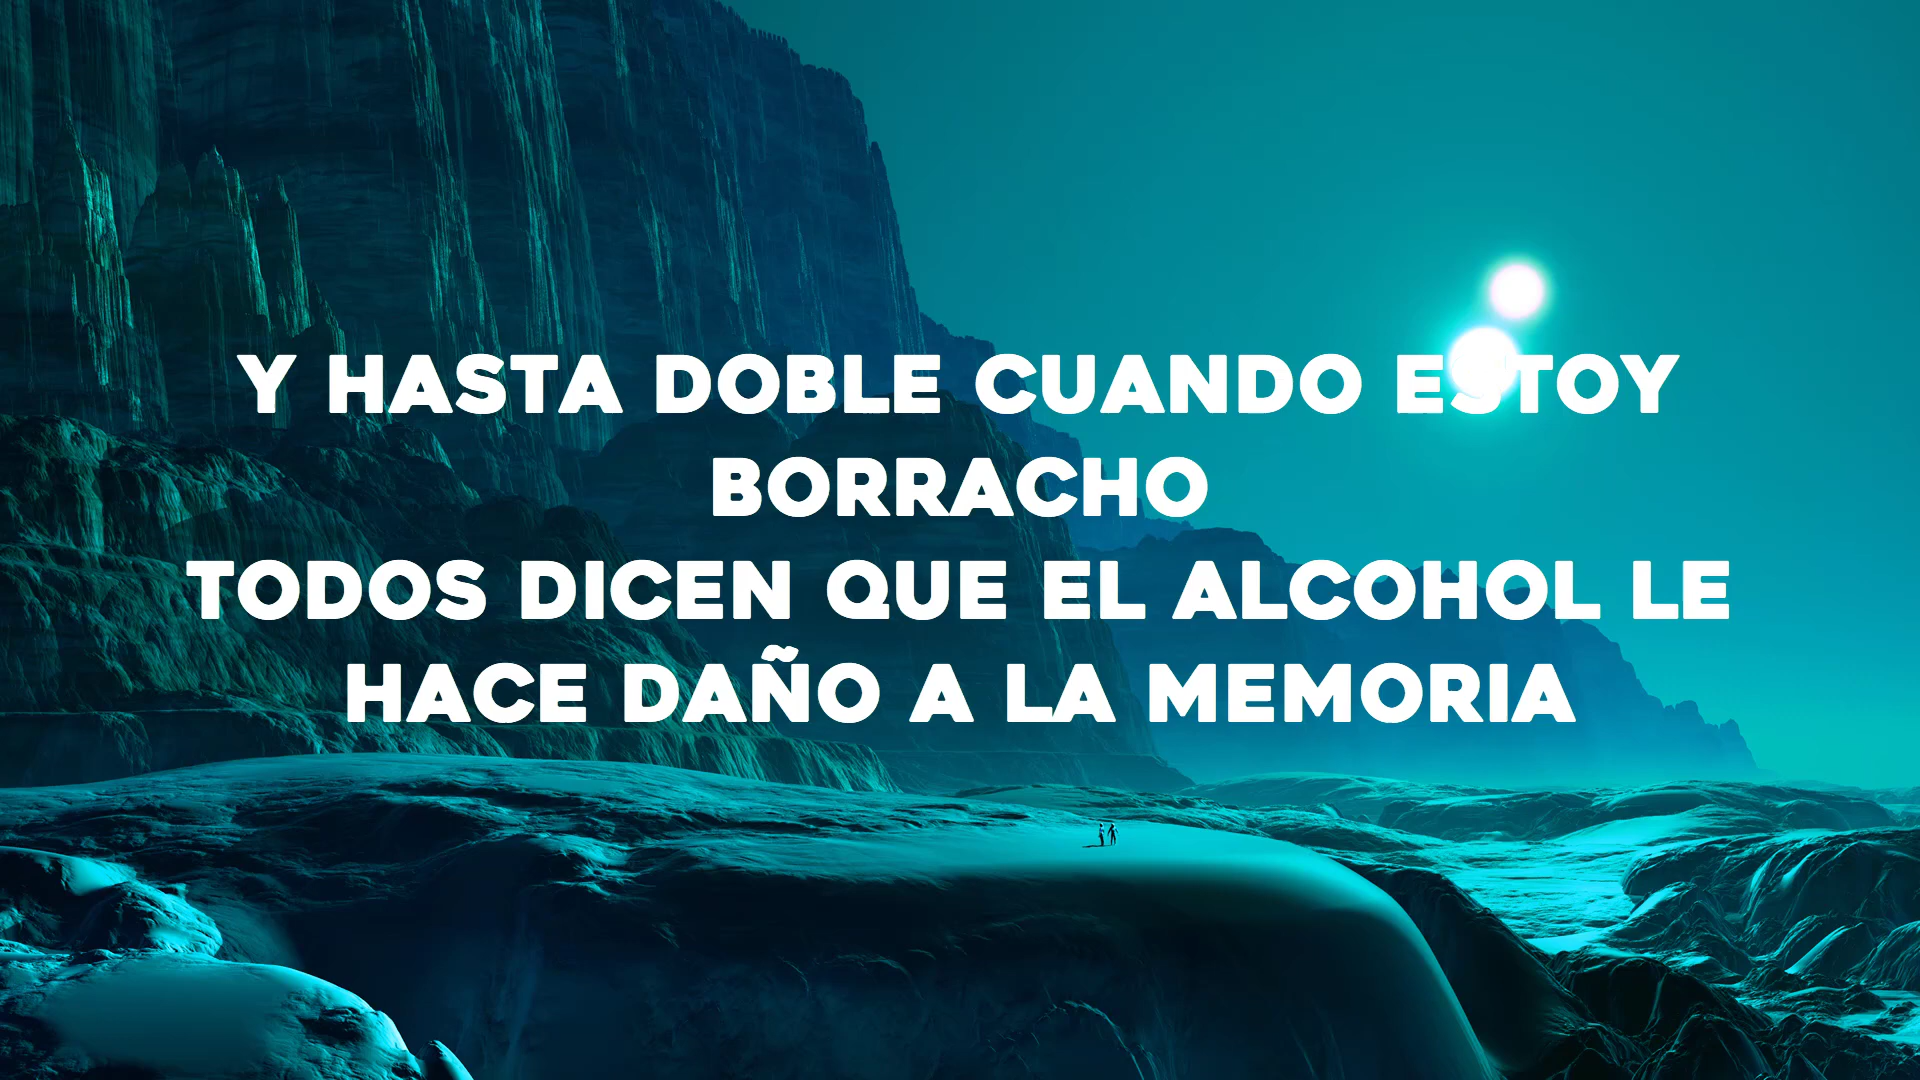 Y HASTA DOBLE CUANDO ESTOY
BORRACHO
TODOS DICEN QUE EL ALCOHOL LE
HACE DAÑO A LA MEMORIA